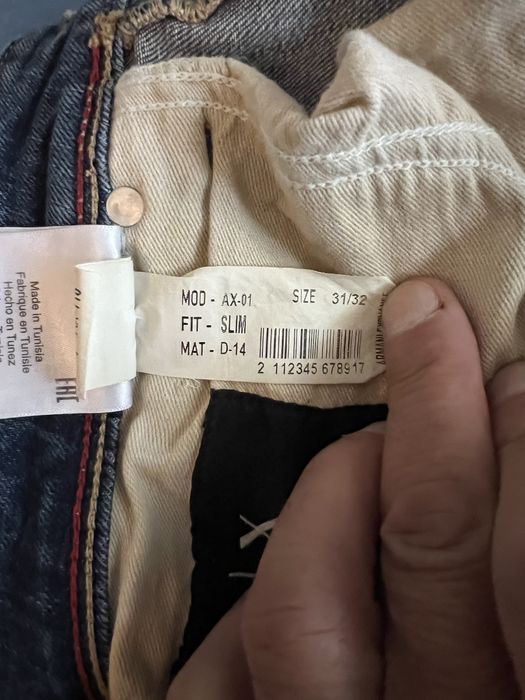 MOD - AX-01 SIZE 31/32
FIT - SLIM
MAT - D-14
2 112345 678917
Made in Tunisia
Fabriqué en Tunisie
Hecho en Tunez
EAC